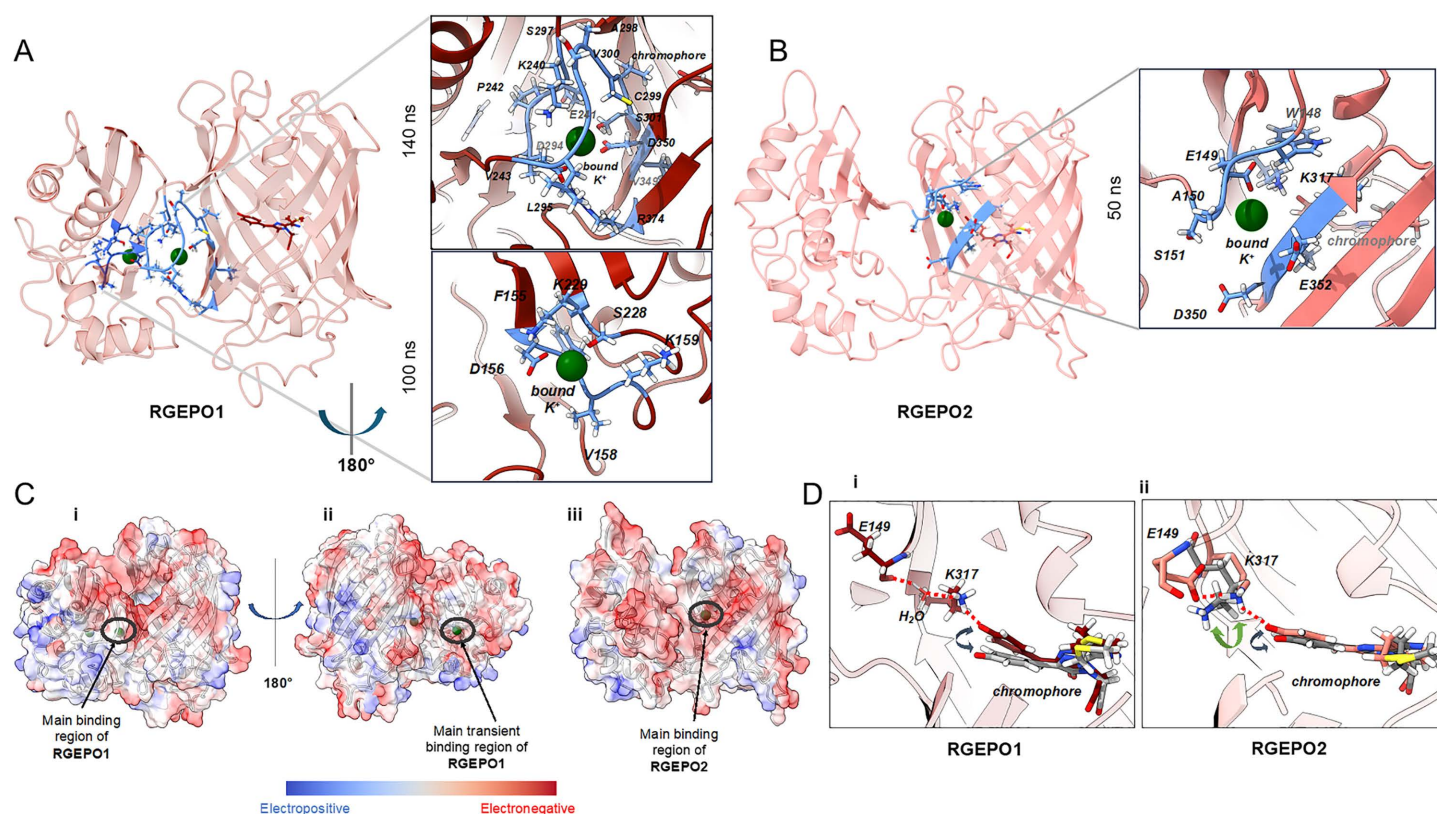 A
140 ns
S297
A298
K240
V300
chromophore
P242
C299
E241
S301
D294
D350
bound
K⁺
V243
V349
L295
R374
100 ns
F155
K229
S228
K159
D156
bound
K⁺
V158
RGEPO1
180°
B
50 ns
W148
E149
K317
A150
bound
K⁺
chromophore
S151
E352
D350
RGEPO2
C
i
ii
iii
180°
Main binding
region of
RGEPO1
Main transient
binding region of
RGEPO1
Main binding
region of
RGEPO2
Electropositive
Electronegative
D
i
E149
K317
H₂O
chromophore
RGEPO1
ii
E149
K317
chromophore
RGEPO2